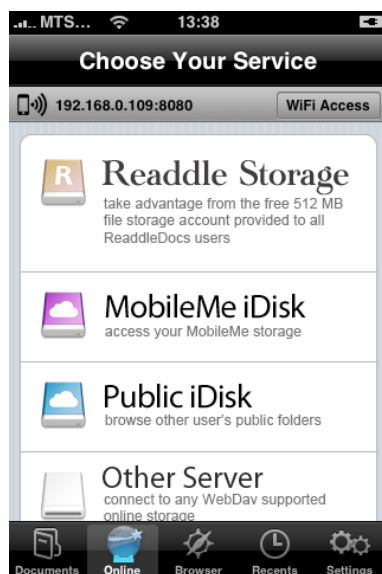 MTS... 13:38
Choose Your Service
192.168.0.109:8080 WiFi Access
R
Readdle Storage
take advantage from the free 512 MB
file storage account provided to all
ReaddleDocs users
MobileMe iDisk
access your MobileMe storage
Public iDisk
browse other user's public folders
Other Server
connect to any WebDav supported
online storage
Documents Online Browser Recents Settings